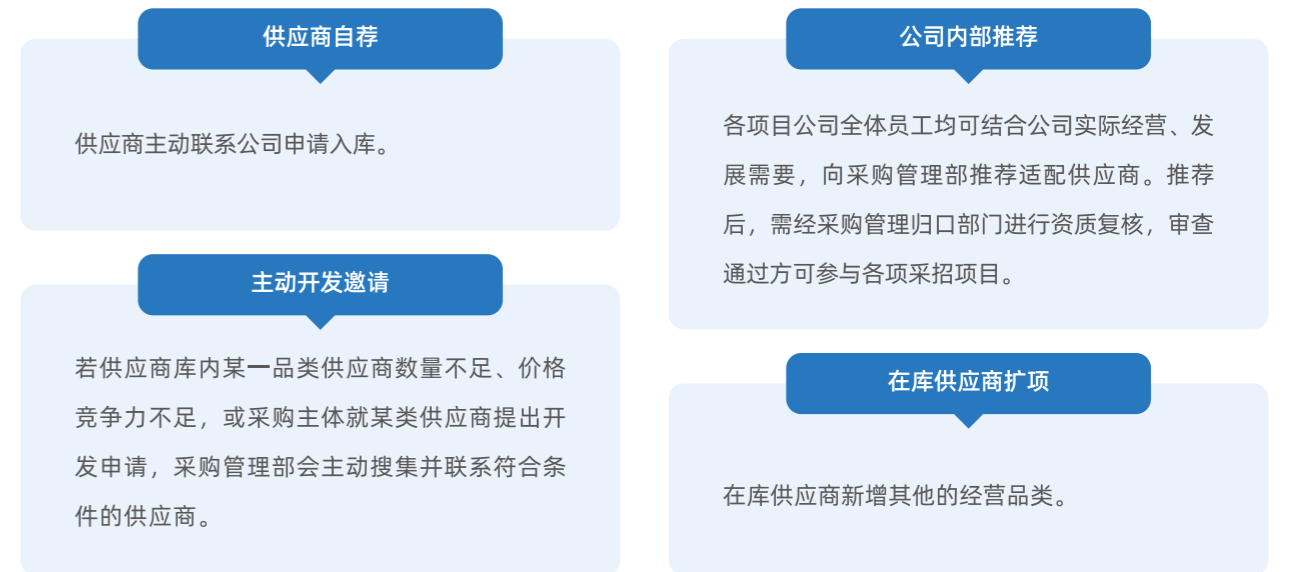 供应商自荐
供应商主动联系公司申请入库。
主动开发邀请
若供应商库内某一品类供应商数量不足、价格
竞争力不足，或采购主体就某类供应商提出开
发申请，采购管理部会主动搜集并联系符合条
件的供应商。
公司内部推荐
各项目公司全体员工均可结合公司实际经营、发
展需要，向采购管理部推荐适配供应商。推荐
后，需经采购管理归口部门进行资质复核，审查
通过方可参与各项采招项目。
在库供应商扩项
在库供应商新增其他的经营品类。